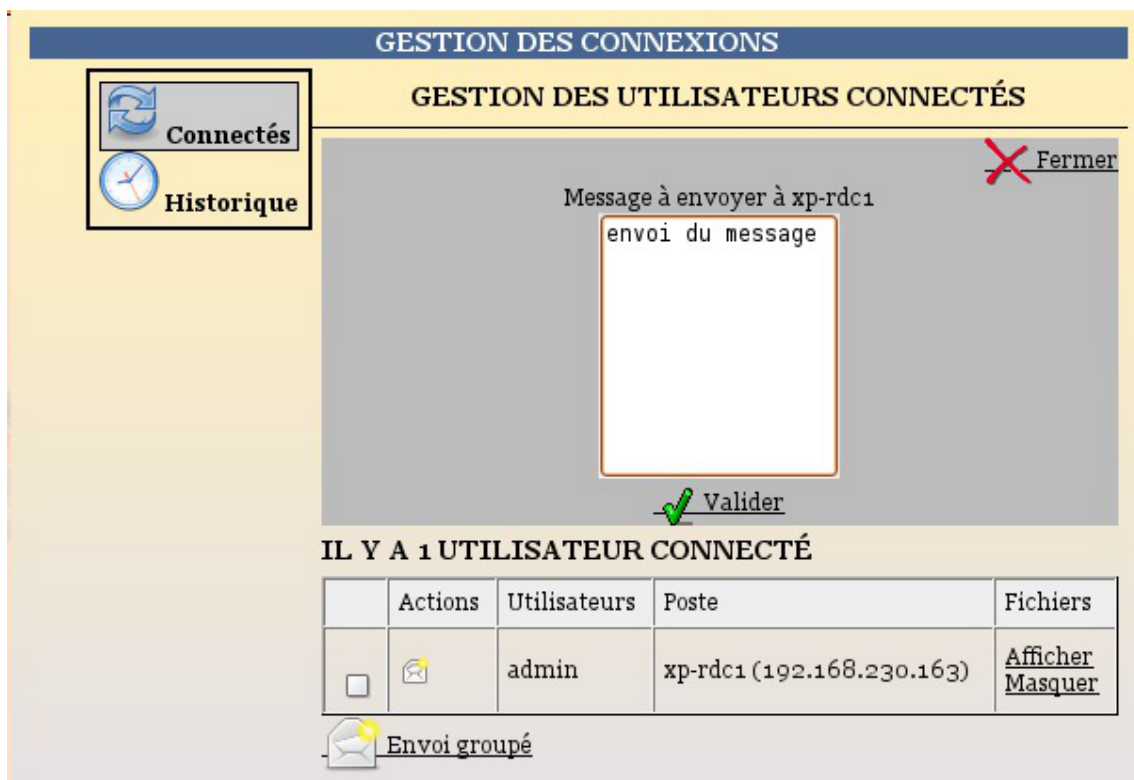 GESTION DES CONNEXIONS
GESTION DES UTILISATEURS CONNECTÉS
Connectés
Historique
Fermer
Message à envoyer à xp-rdc1
envoi du message
Valider
IL Y A 1 UTILISATEUR CONNECTÉ
Actions Utilisateurs Poste Fichiers
admin xp-rdc1 (192.168.230.163) Afficher
Masquer
Envoi groupé